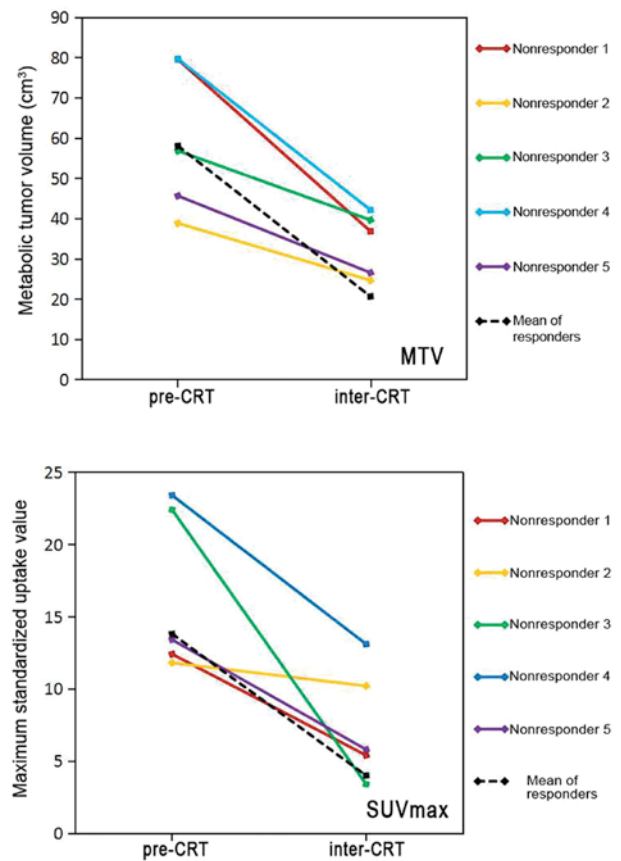 Metabolic tumor volume (cm³)
90
80
70
60
50
40
30
20
10
0
pre-CRT
inter-CRT
MTV
Nonresponder 1
Nonresponder 2
Nonresponder 3
Nonresponder 4
Nonresponder 5
Mean of
responders
Maximum standardized uptake value
25
20
15
10
5
0
pre-CRT
inter-CRT
SUVmax
Nonresponder 1
Nonresponder 2
Nonresponder 3
Nonresponder 4
Nonresponder 5
Mean of
responders